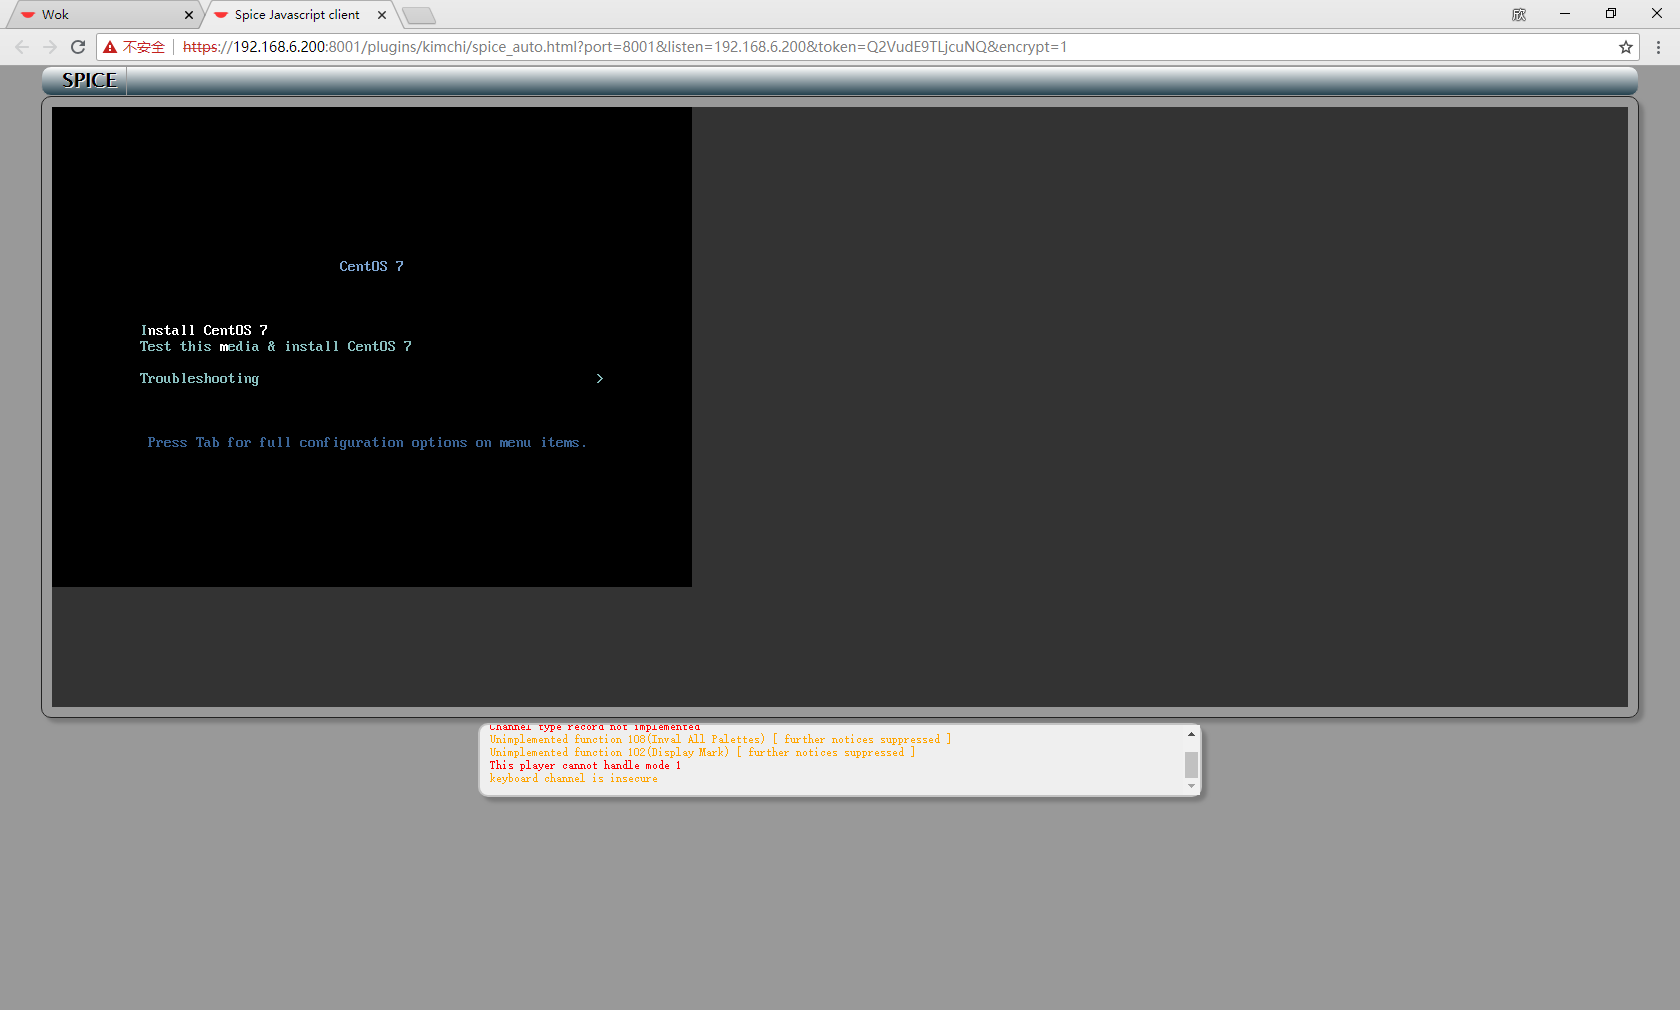 Wok
Spice Javascript client
欣
不安全
https://192.168.6.200:8001/plugins/kimchi/spice_auto.html?port=8001&listen=192.168.6.200&token=Q2VudE9TLjcuNQ&encrypt=1
SPICE
CentOS 7
Install CentOS 7
Test this media & install CentOS 7
Troubleshooting >
Press Tab for full configuration options on menu items.
Channel type record not implemented
Unimplemented function 108(Inval All Palettes) [ further notices suppressed ]
Unimplemented function 102(Display Mark) [ further notices suppressed ]
This player cannot handle mode 1
keyboard channel is insecure